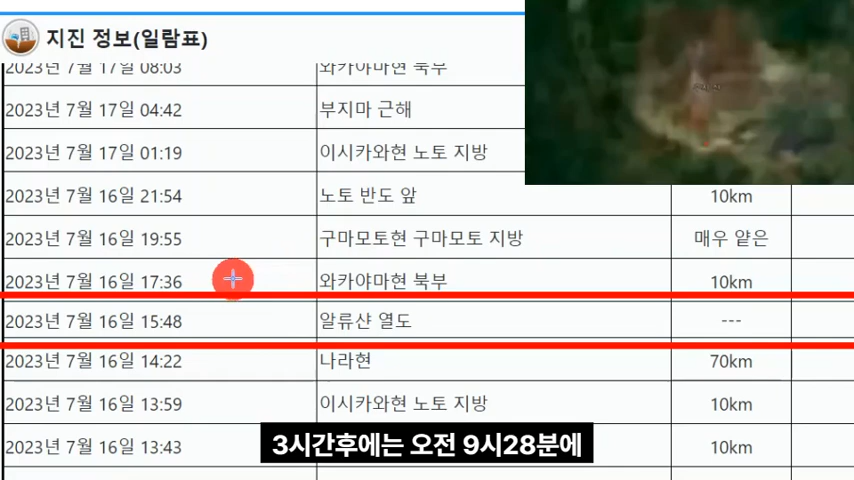 지진 정보(일람표)
2023년 7월 17일 08:03 와카야마현 북부
2023년 7월 17일 04:42 부지마 근해
2023년 7월 17일 01:19 이시카와현 노토 지방
2023년 7월 16일 21:54 노토 반도 앞 10km
2023년 7월 16일 19:55 구마모토현 구마모토 지방 매우 얕은
2023년 7월 16일 17:36 와카야마현 북부 10km
2023년 7월 16일 15:48 알류샨 열도 ---
2023년 7월 16일 14:22 나라현 70km
2023년 7월 16일 13:59 이시카와현 노토 지방 10km
2023년 7월 16일 13:43 10km
3시간후에는 오전 9시28분에